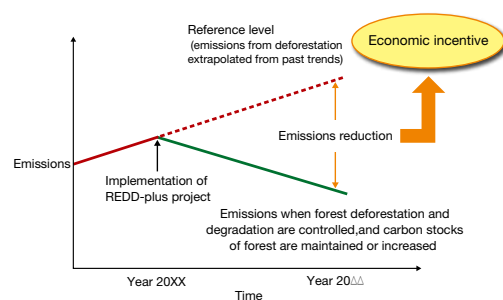 Reference level
(emissions from deforestation
extrapolated from past trends)
Economic incentive
Emissions reduction
Emissions
Implementation of
REDD-plus project
Emissions when forest deforestation and
degradation are controlled,and carbon stocks
of forest are maintained or increased
Year 20XX
Year 20△△
Time